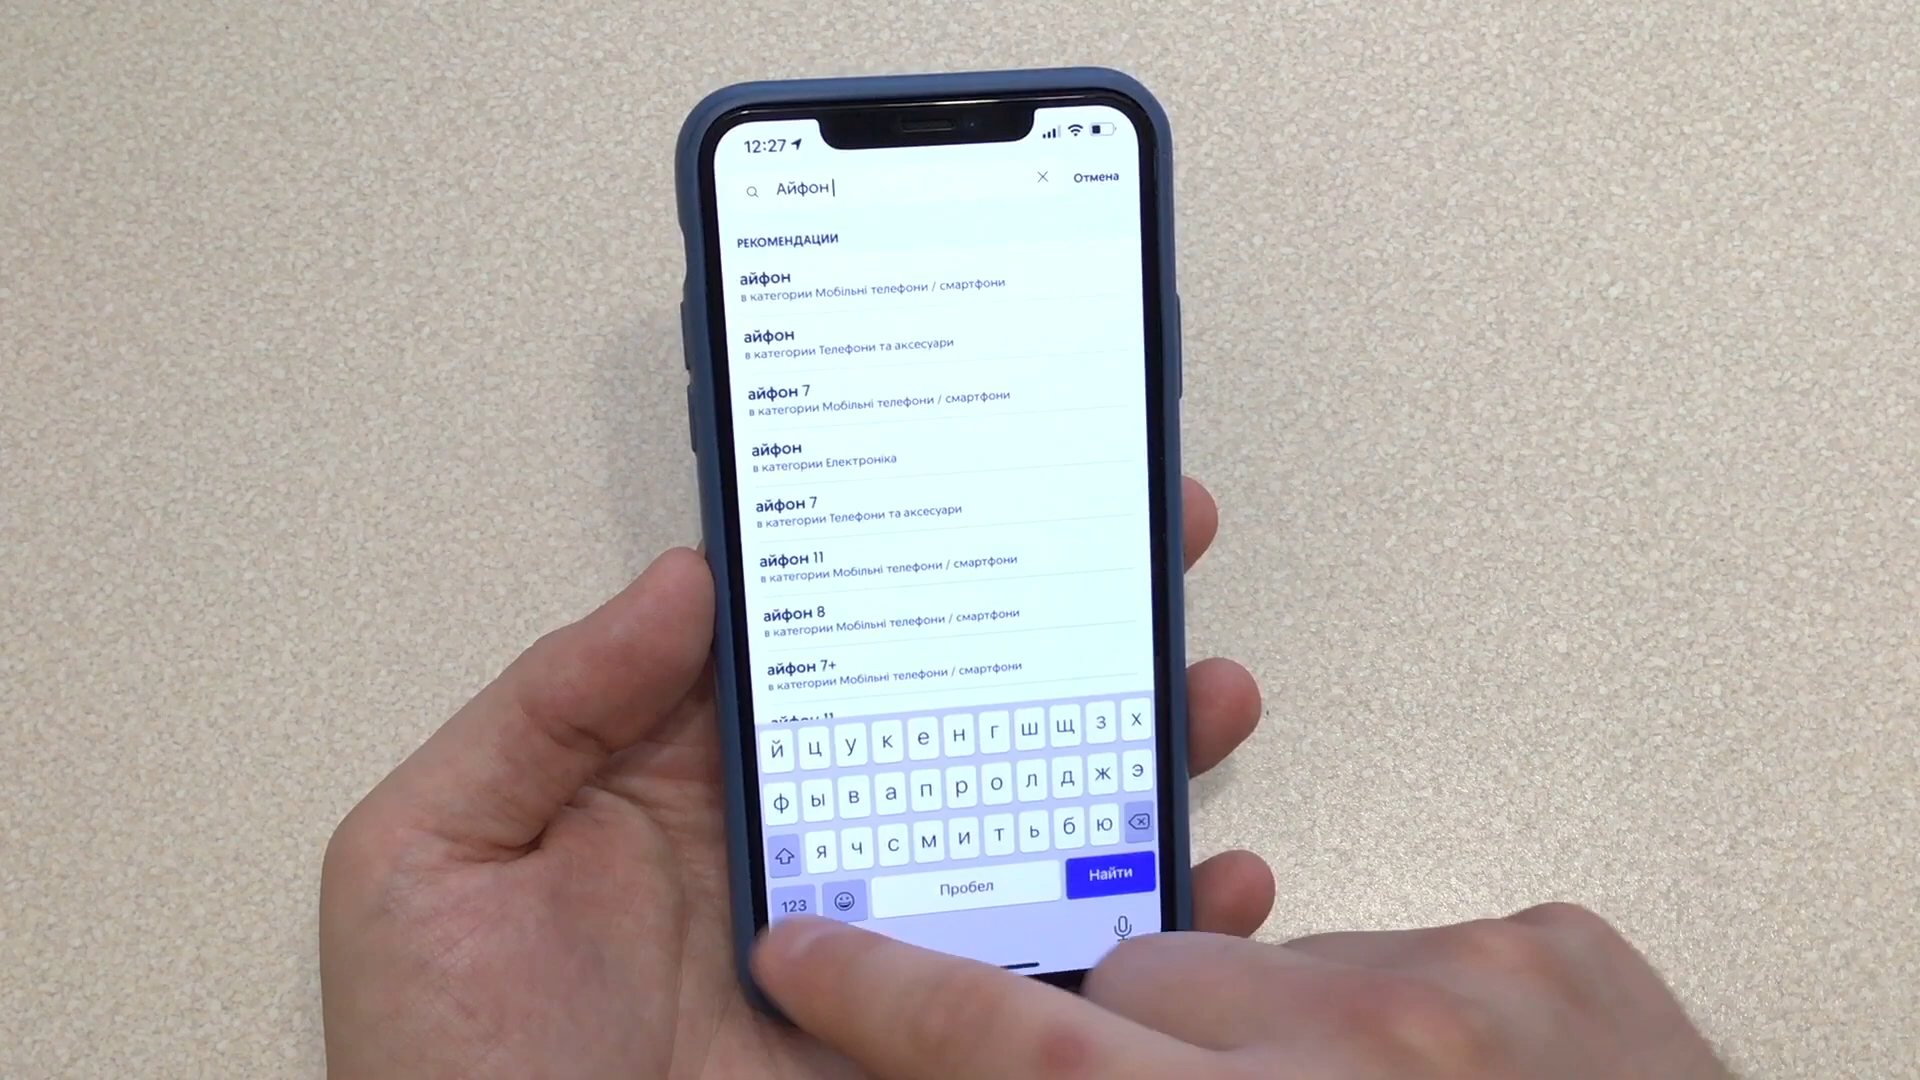 12:27
Айфон
Отмена
РЕКОМЕНДАЦИИ
айфон
в категории Мобільні телефони / смартфони
айфон
в категории Телефони та аксесуари
айфон 7
в категории Мобільні телефони / смартфони
айфон
в категории Електроніка
айфон 7
в категории Телефони та аксесуари
айфон 11
в категории Мобільні телефони / смартфони
айфон 8
в категории Мобільні телефони / смартфони
айфон 7+
в категории Мобільні телефони / смартфони
айфон 11
й ц у к е н г ш щ з х
ф ы в а п р о л д ж э
я ч с м и т ь б ю
123 Пробел Найти